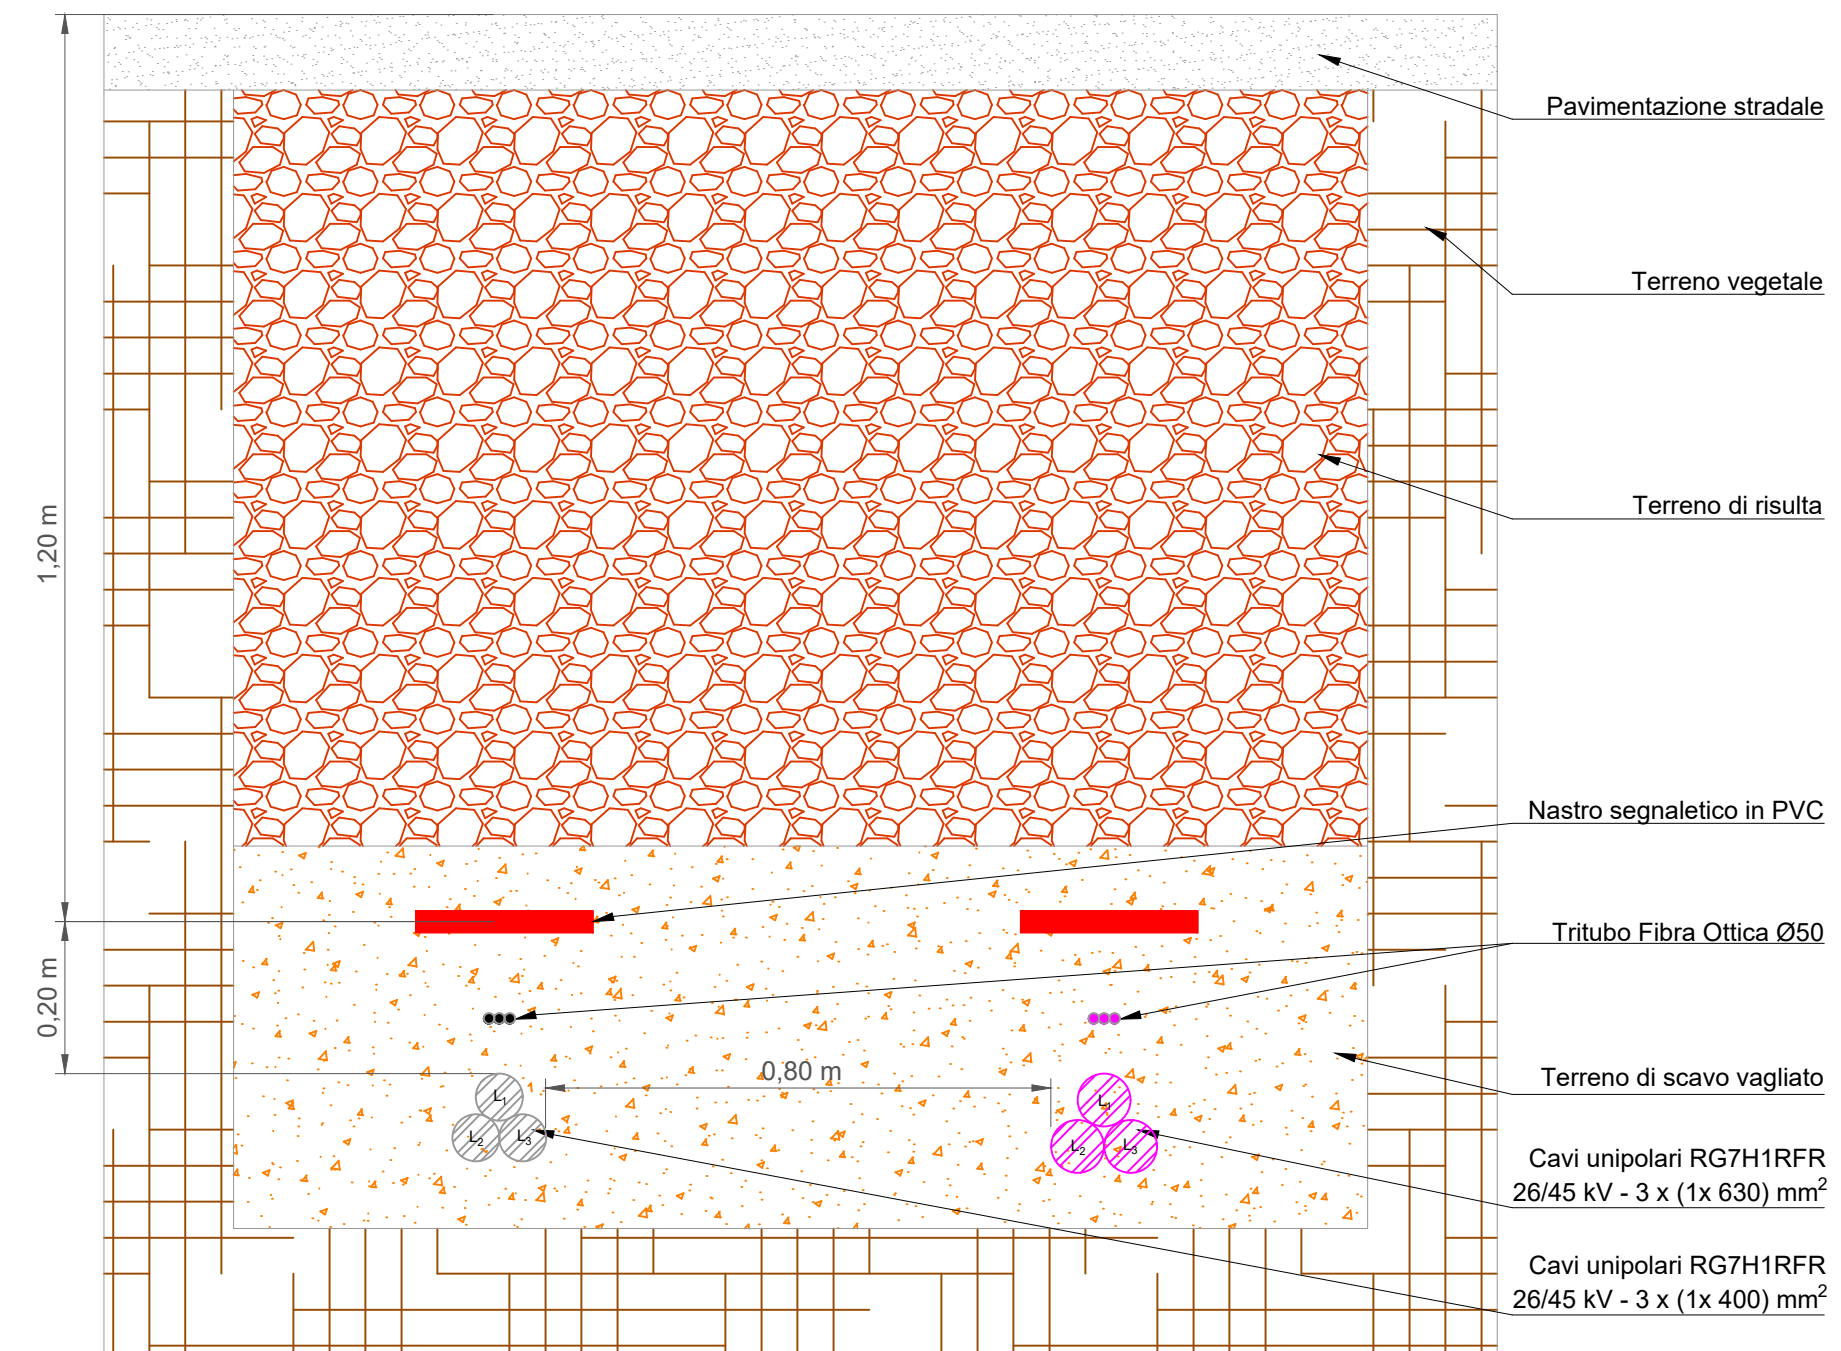 Pavimentazione stradale
Terreno vegetale
Terreno di risulta
1,20 m
Nastro segnaletico in PVC
Tritubo Fibra Ottica Ø50
0,20 m
0,80 m
Terreno di scavo vagliato
L1
L2
L3
L1
L2
L3
Cavi unipolari RG7H1RFR
26/45 kV - 3 x (1x 630) mm²
Cavi unipolari RG7H1RFR
26/45 kV - 3 x (1x 400) mm²